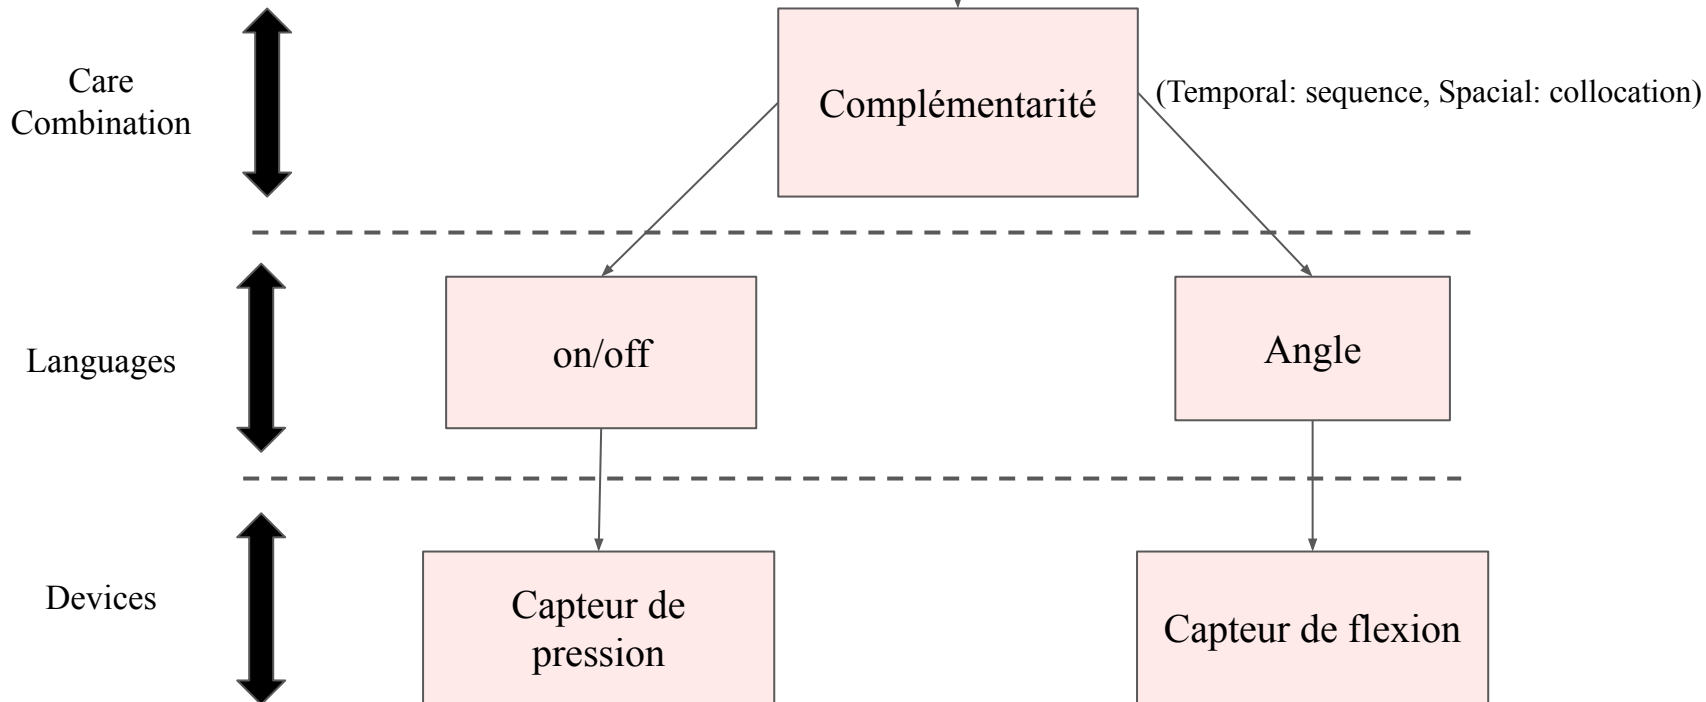 Care
Combination
Complémentarité
(Temporal: sequence, Spacial: collocation)
Languages
on/off
Angle
Devices
Capteur de
pression
Capteur de flexion